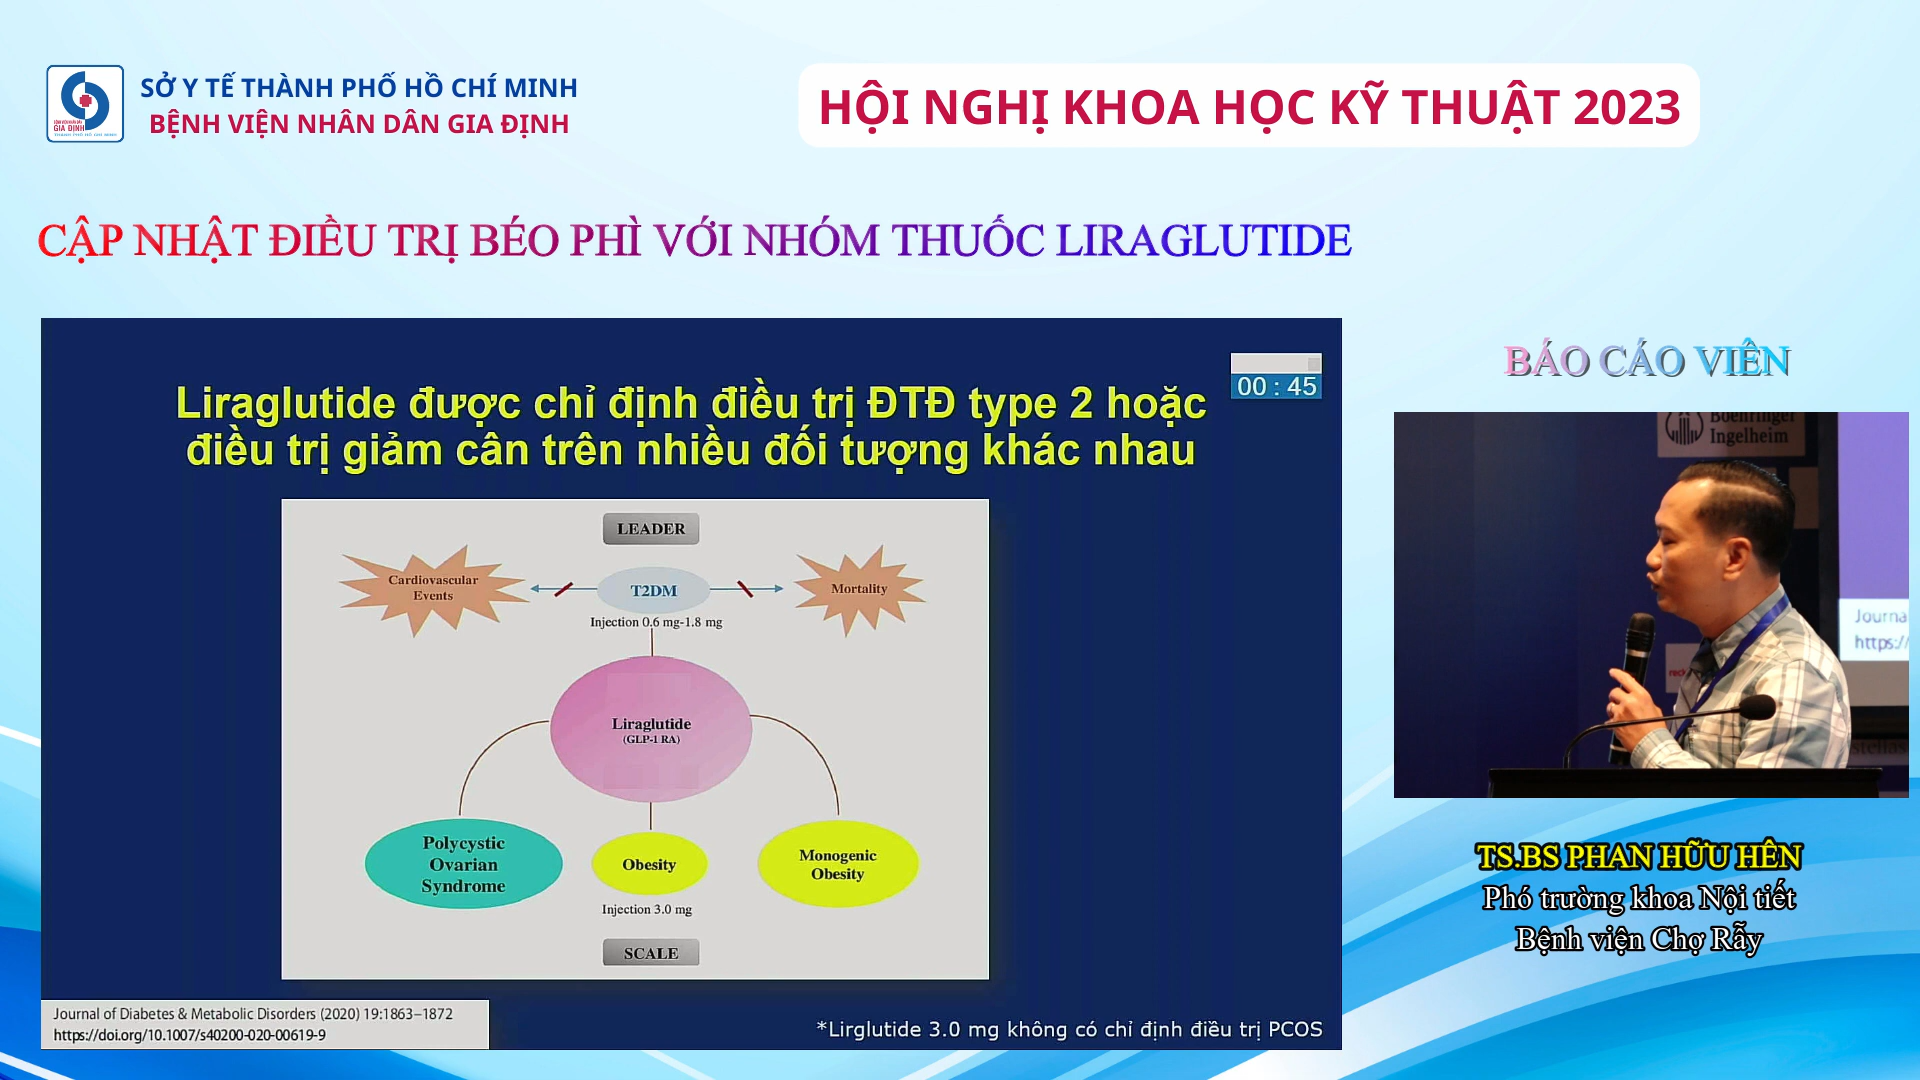 SỞ Y TẾ THÀNH PHỐ HỒ CHÍ MINH
BỆNH VIỆN NHÂN DÂN GIA ĐỊNH
GIA ĐỊNH
HỘI NGHỊ KHOA HỌC KỸ THUẬT 2023
CẬP NHẬT ĐIỀU TRỊ BÉO PHÌ VỚI NHÓM THUỐC LIRAGLUTIDE
00 : 45
Liraglutide được chỉ định điều trị ĐTĐ type 2 hoặc
điều trị giảm cân trên nhiều đối tượng khác nhau
LEADER
Cardiovascular
Events
T2DM
Mortality
Injection 0.6 mg-1.8 mg
Liraglutide
(GLP-1 RA)
Polycystic
Ovarian
Syndrome
Obesity
Monogenic
Obesity
Injection 3.0 mg
SCALE
Journal of Diabetes & Metabolic Disorders (2020) 19:1863–1872
https://doi.org/10.1007/s40200-020-00619-9
*Lirglutide 3.0 mg không có chỉ định điều trị PCOS
BÁO CÁO VIÊN
Boehringer
Ingelheim
Journa
https:/
stellas
TS.BS PHAN HỮU HÊN
Phó trường khoa Nội tiết
Bệnh viện Chợ Rẫy